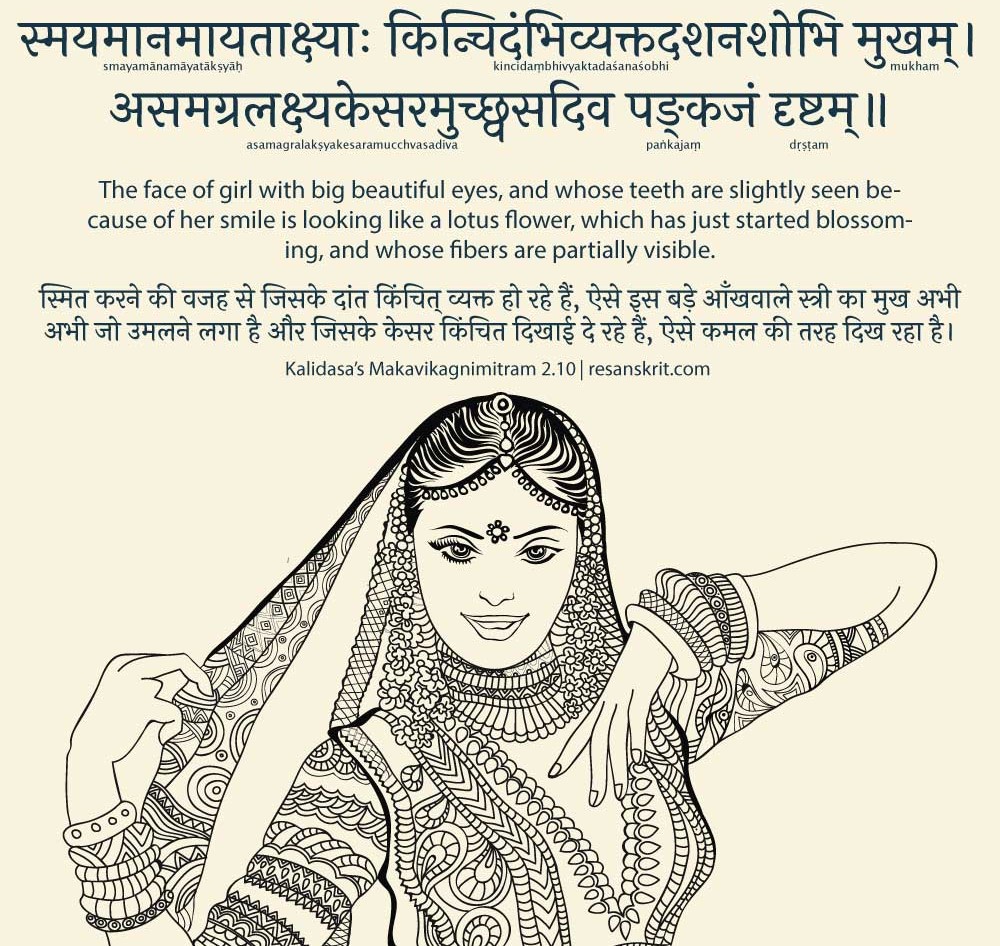 स्मयमानमायताक्ष्याः किन्चिदंभिव्यक्तदशनशोभि मुखम्।
smayamānamāyatākṣyāḥ kincidaṃbhivyaktadaśanaśobhi mukham
असमग्रलक्ष्यकेसरमुच्छ्वसदिव पङ्कजं दृष्टम्॥
asamagralakṣyakesaramucchvasadiva paṅkajaṃ dṛṣṭam
The face of girl with big beautiful eyes, and whose teeth are slightly seen be-
cause of her smile is looking like a lotus flower, which has just started blossom-
ing, and whose fibers are partially visible.
स्मित करने की वजह से जिसके दांत किंचित् व्यक्त हो रहे हैं, ऐसे इस बड़े आँखवाले स्त्री का मुख अभी
अभी जो उमलने लगा है और जिसके केसर किंचित दिखाई दे रहे हैं, ऐसे कमल की तरह दिख रहा है।
Kalidasa’s Makavikagnimitram 2.10 | resanskrit.com